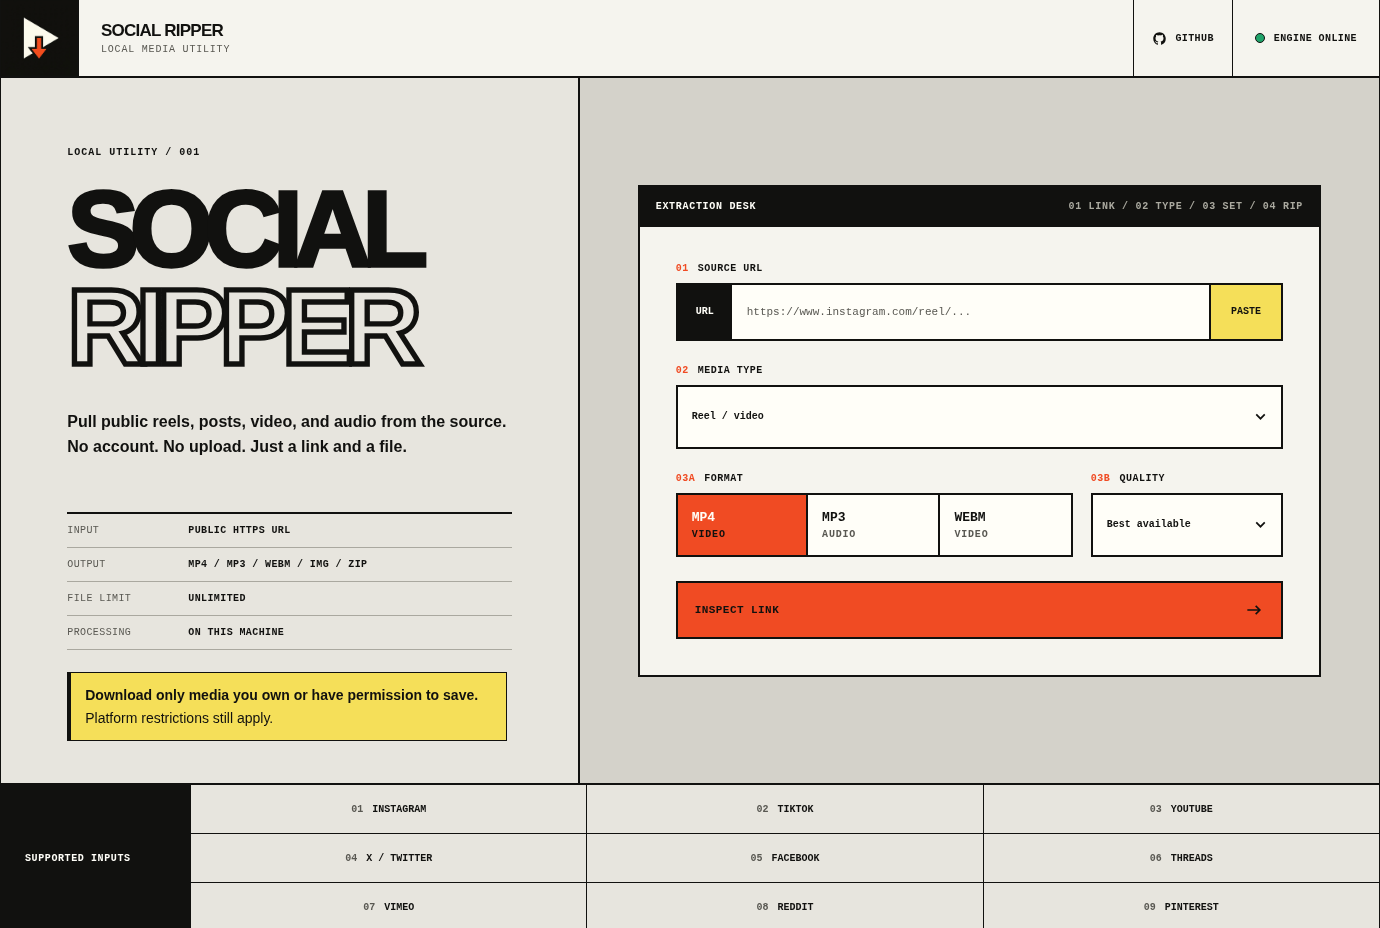 SOCIAL RIPPER
LOCAL MEDIA UTILITY
GITHUB
ENGINE ONLINE
LOCAL UTILITY / 001
SOCIAL
RIPPER
Pull public reels, posts, video, and audio from the source.
No account. No upload. Just a link and a file.
INPUT PUBLIC HTTPS URL
OUTPUT MP4 / MP3 / WEBM / IMG / ZIP
FILE LIMIT UNLIMITED
PROCESSING ON THIS MACHINE
Download only media you own or have permission to save.
Platform restrictions still apply.
EXTRACTION DESK 01 LINK / 02 TYPE / 03 SET / 04 RIP
01 SOURCE URL
URL https://www.instagram.com/reel/... PASTE
02 MEDIA TYPE
Reel / video
03A FORMAT 03B QUALITY
MP4 MP3 WEBM
VIDEO AUDIO VIDEO
Best available
INSPECT LINK
SUPPORTED INPUTS
01 INSTAGRAM 02 TIKTOK 03 YOUTUBE
04 X / TWITTER 05 FACEBOOK 06 THREADS
07 VIMEO 08 REDDIT 09 PINTEREST